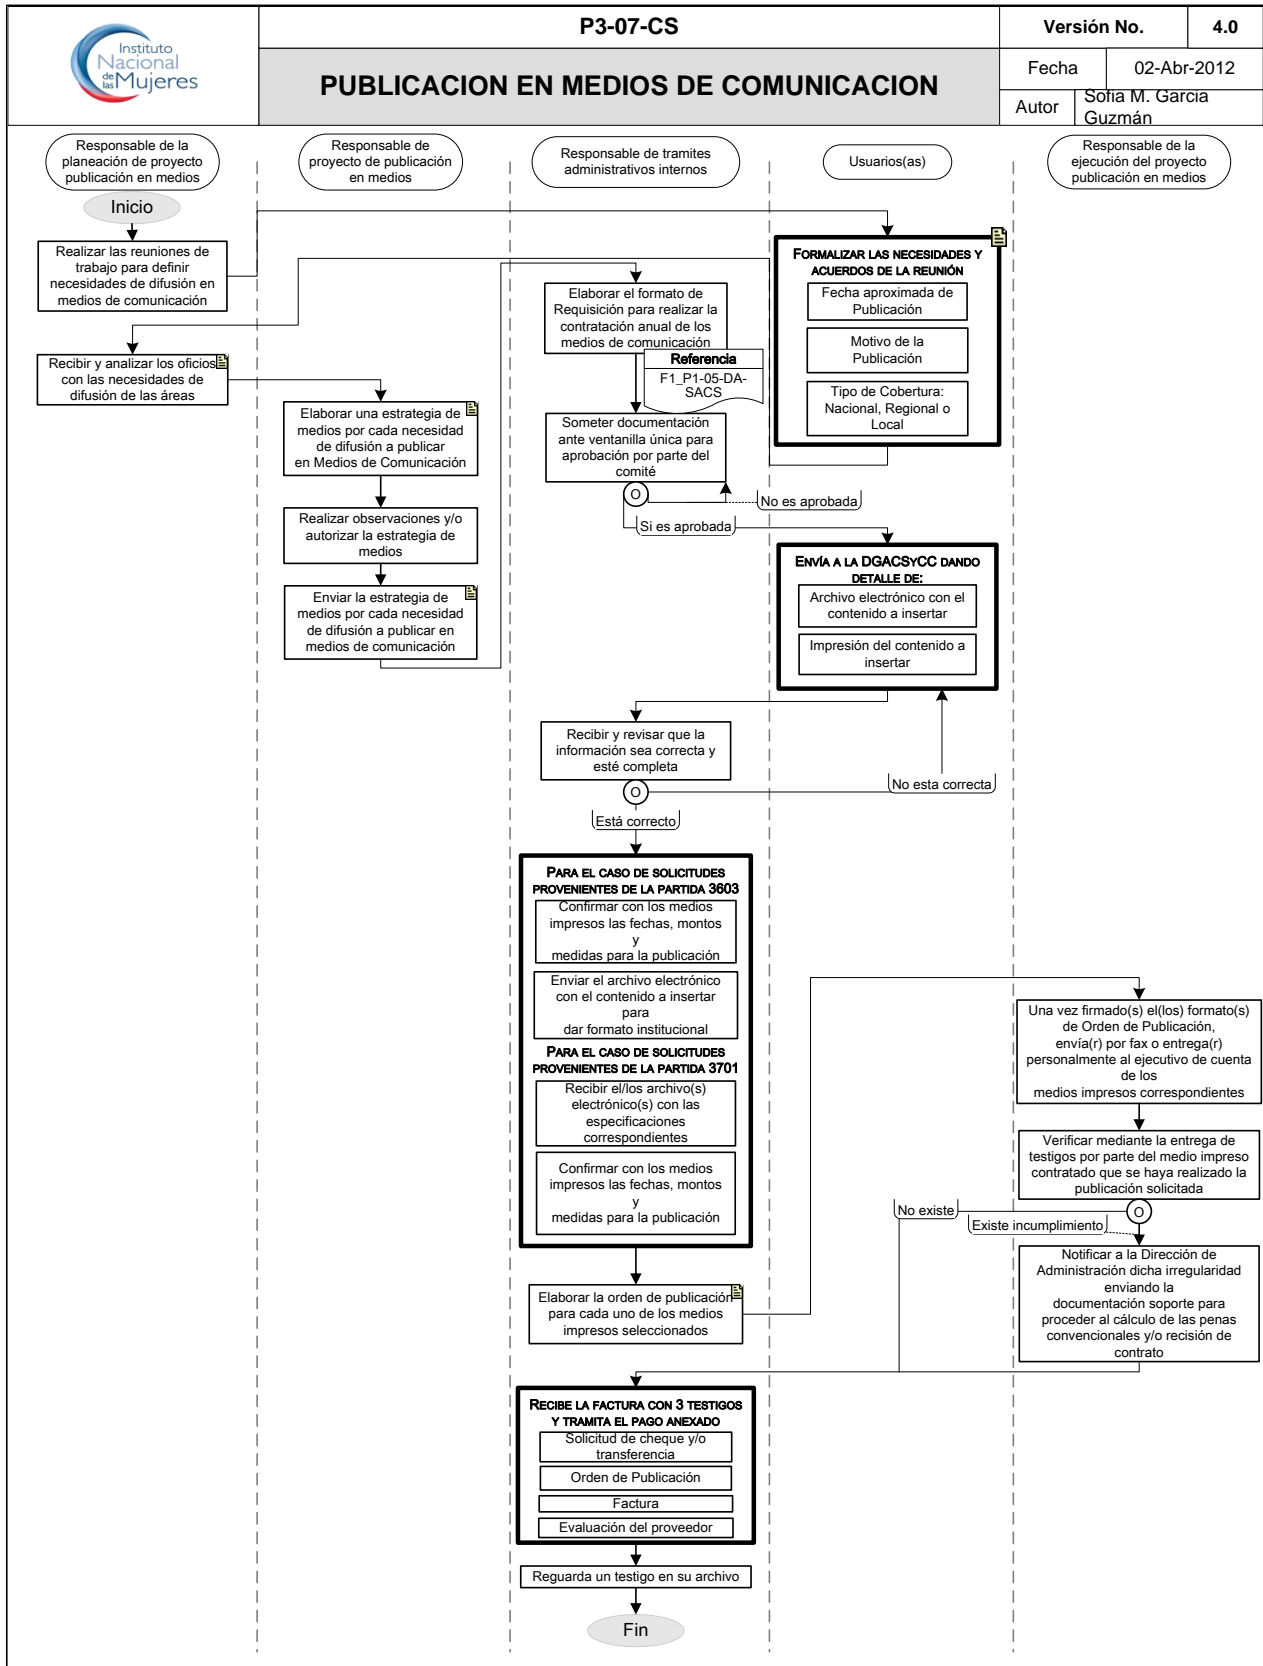 Instituto
Nacional
de las Mujeres
P3-07-CS
Versión No.
4.0
PUBLICACION EN MEDIOS DE COMUNICACION
Fecha
02-Abr-2012
Autor
Sofia M. Garcia
Guzmán
Responsable de la
planeación de proyecto
publicación en medios
Responsable de
proyecto de publicación
en medios
Responsable de tramites
administrativos internos
Usuarios(as)
Responsable de la
ejecución del proyecto
publicación en medios
Inicio
Realizar las reuniones de
trabajo para definir
necesidades de difusión en
medios de comunicación
FORMALIZAR LAS NECESIDADES Y
ACUERDOS DE LA REUNIÓN
Fecha aproximada de
Publicación
Motivo de la
Publicación
Tipo de Cobertura:
Nacional, Regional o
Local
Recibir y analizar los oficios
con las necesidades de
difusión de las áreas
Elaborar una estrategia de
medios por cada necesidad
de difusión a publicar
en Medios de Comunicación
Realizar observaciones y/o
autorizar la estrategia de
medios
Enviar la estrategia de
medios por cada necesidad
de difusión a publicar en
medios de comunicación
Elaborar el formato de
Requisición para realizar la
contratación anual de los
medios de comunicación
Referencia
F1_P1-05-DA-
SACS
Someter documentación
ante ventanilla única para
aprobación por parte del
comité
O
No es aprobada
Si es aprobada
ENVÍA A LA DGACSYCC DANDO
DETALLE DE:
Archivo electrónico con el
contenido a insertar
Impresión del contenido a
insertar
Recibir y revisar que la
información sea correcta y
esté completa
O
No esta correcta
Está correcto
PARA EL CASO DE SOLICITUDES
PROVENIENTES DE LA PARTIDA 3603
Confirmar con los medios
impresos las fechas, montos
y
medidas para la publicación
Enviar el archivo electrónico
con el contenido a insertar
para
dar formato institucional
PARA EL CASO DE SOLICITUDES
PROVENIENTES DE LA PARTIDA 3701
Recibir el/los archivo(s)
electrónico(s) con las
especificaciones
correspondientes
Confirmar con los medios
impresos las fechas, montos
y
medidas para la publicación
Elaborar la orden de publicación
para cada uno de los medios
impresos seleccionados
Una vez firmado(s) el(los) formato(s)
de Orden de Publicación,
envía(r) por fax o entrega(r)
personalmente al ejecutivo de cuenta
de los
medios impresos correspondientes
Verificar mediante la entrega de
testigos por parte del medio impreso
contratado que se haya realizado la
publicación solicitada
O
No existe
Existe incumplimiento
Notificar a la Dirección de
Administración dicha irregularidad
enviando la
documentación soporte para
proceder al cálculo de las penas
convencionales y/o recisión de
contrato
RECIBE LA FACTURA CON 3 TESTIGOS
Y TRAMITA EL PAGO ANEXADO
Solicitud de cheque y/o
transferencia
Orden de Publicación
Factura
Evaluación del proveedor
Reguarda un testigo en su archivo
Fin